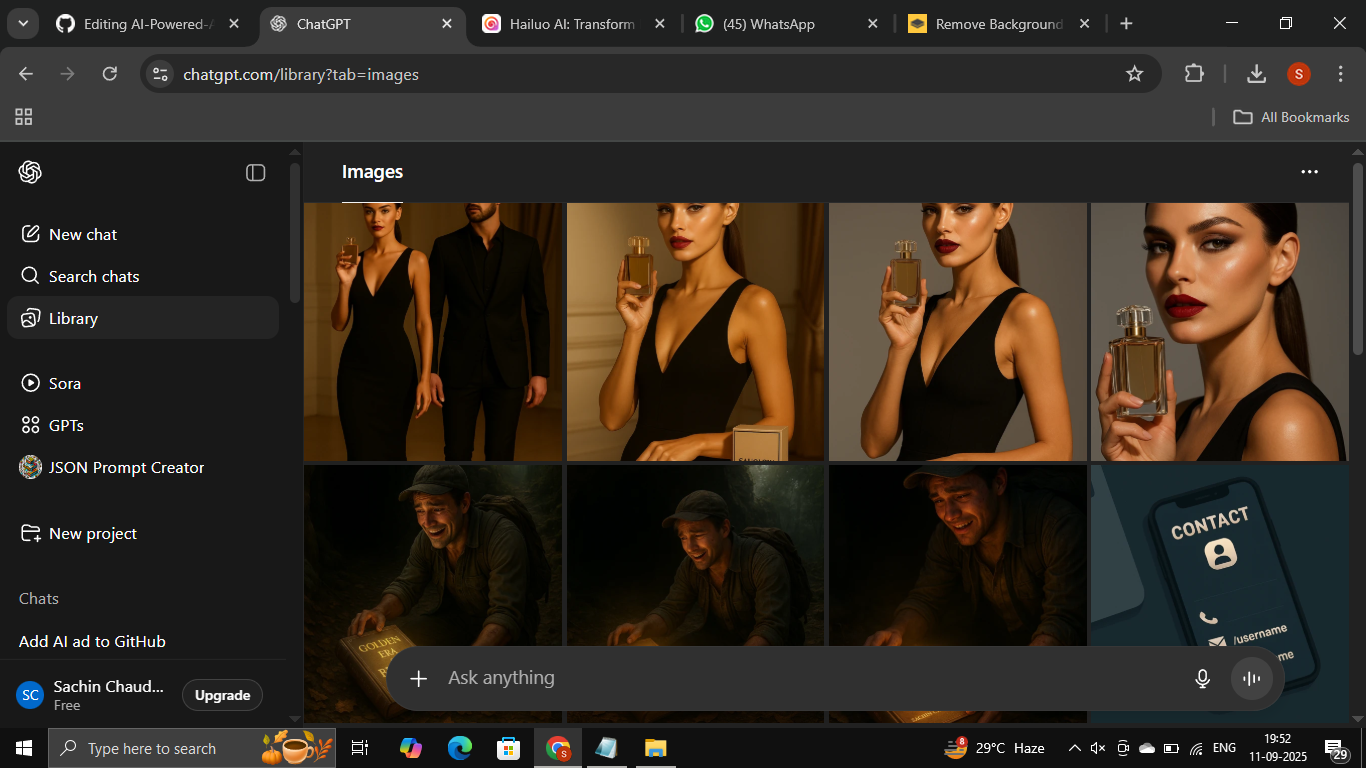 Editing AI-Powered-A
ChatGPT
Hailuo AI: Transform
(45) WhatsApp
Remove Background
chatgpt.com/library?tab=images
S
All Bookmarks
Images
New chat
Search chats
Library
Sora
GPTs
JSON Prompt Creator
New project
Chats
Add AI ad to GitHub
SC
Sachin Chaud...
Free
Upgrade
GOLDEN
ERA
CONTACT
/username
me
Ask anything
Type here to search
8
29°C Haze
ENG
19:52
11-09-2025
29